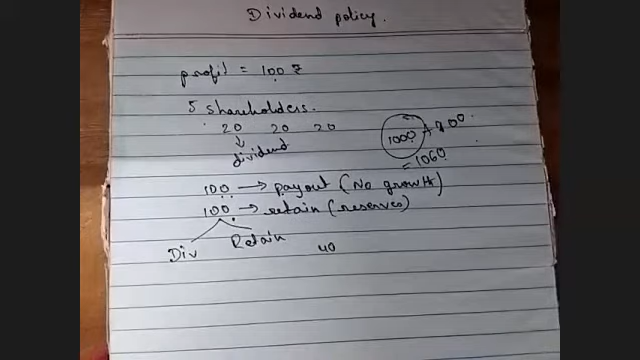 Dividend policy.
profit = 100 ₹
5 shareholders.
20 20 20
dividend
1000 +
= 1060
100 → payout (No growth)
100 → retain (reserves)
Div Retain 40